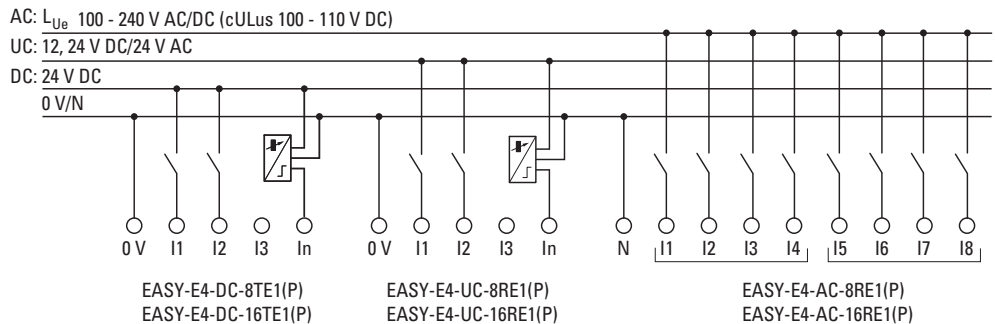 AC: LUe 100 - 240 V AC/DC (cULus 100 - 110 V DC)
UC: 12, 24 V DC/24 V AC
DC: 24 V DC
0 V/N
0 V I1 I2 I3 In 0 V I1 I2 I3 In N I1 I2 I3 I4 I5 I6 I7 I8
EASY-E4-DC-8TE1(P) EASY-E4-UC-8RE1(P) EASY-E4-AC-8RE1(P)
EASY-E4-DC-16TE1(P) EASY-E4-UC-16RE1(P) EASY-E4-AC-16RE1(P)